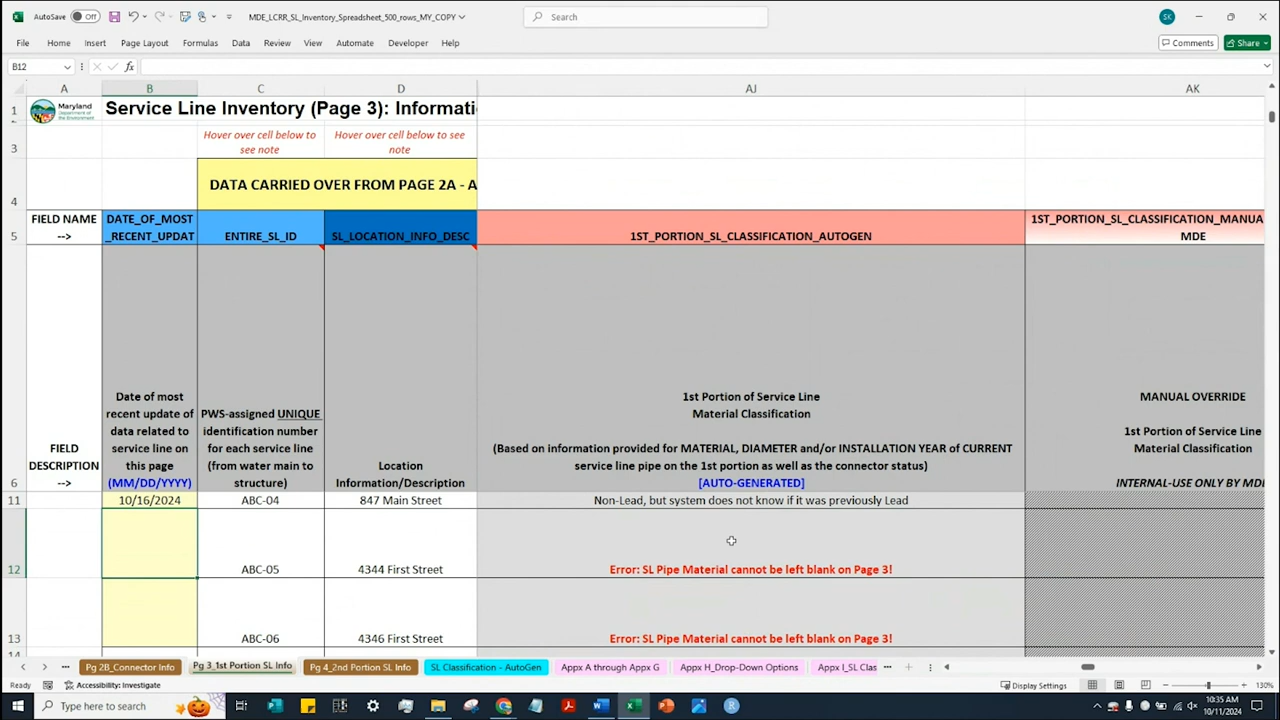 AutoSave Off MDE_LCRR_SL_Inventory_Spreadsheet_500_rows_MY_COPY Search SK
File Home Insert Page Layout Formulas Data Review View Automate Developer Help Comments Share
B12 fx
A B C D AJ AK
1 Maryland Department of the Environment Service Line Inventory (Page 3): Informati
3 Hover over cell below to see note Hover over cell below to see note
4 DATA CARRIED OVER FROM PAGE 2A - A
FIELD NAME DATE_OF_MOST 1ST_PORTION_SL_CLASSIFICATION_MANUA
5 --> _RECENT_UPDAT ENTIRE_SL_ID SL_LOCATION_INFO_DESC 1ST_PORTION_SL_CLASSIFICATION_AUTOGEN MDE
Date of most 1st Portion of Service Line MANUAL OVERRIDE
recent update of PWS-assigned UNIQUE Material Classification
data related to identification number 1st Portion of Service Line
FIELD service line on for each service line (Based on information provided for MATERIAL, DIAMETER and/or INSTALLATION YEAR of CURRENT Material Classification
DESCRIPTION this page (from water main to Location service line pipe on the 1st portion as well as the connector status)
6 --> (MM/DD/YYYY) structure) Information/Description [AUTO-GENERATED] INTERNAL-USE ONLY BY MDE
11 10/16/2024 ABC-04 847 Main Street Non-Lead, but system does not know if it was previously Lead
12 ABC-05 4344 First Street Error: SL Pipe Material cannot be left blank on Page 3!
13 ABC-06 4346 First Street Error: SL Pipe Material cannot be left blank on Page 3!
14
Pg 2B_Connector Info Pg 3_1st Portion SL Info Pg 4_2nd Portion SL Info SL Classification - AutoGen Appx A through Appx G Appx H_Drop-Down Options Appx I_SL Clas
Ready Accessibility: Investigate Display Settings 130%
Type here to search 10:35 AM
10/11/2024